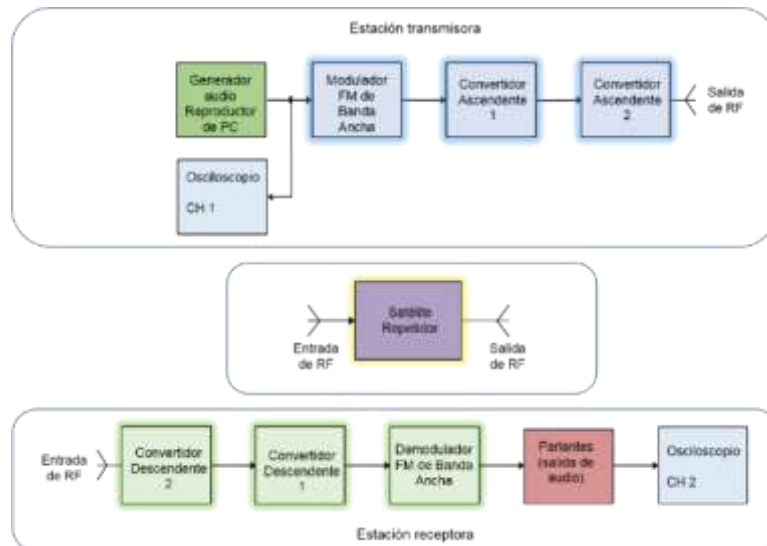 Estación transmisora
Generador
audio
Reproductor
de PC
Modulador
FM de
Banda
Ancha
Convertidor
Ascendente
1
Convertidor
Ascendente
2
Salida
de RF
Osciloscopio
CH 1
Satélite
Repetidor
Entrada
de RF
Salida
de RF
Entrada
de RF
Convertidor
Descendente
2
Convertidor
Descendente
1
Demodulador
FM de Banda
Ancha
Parlantes
(salida de
audio)
Osciloscopio
CH 2
Estación receptora